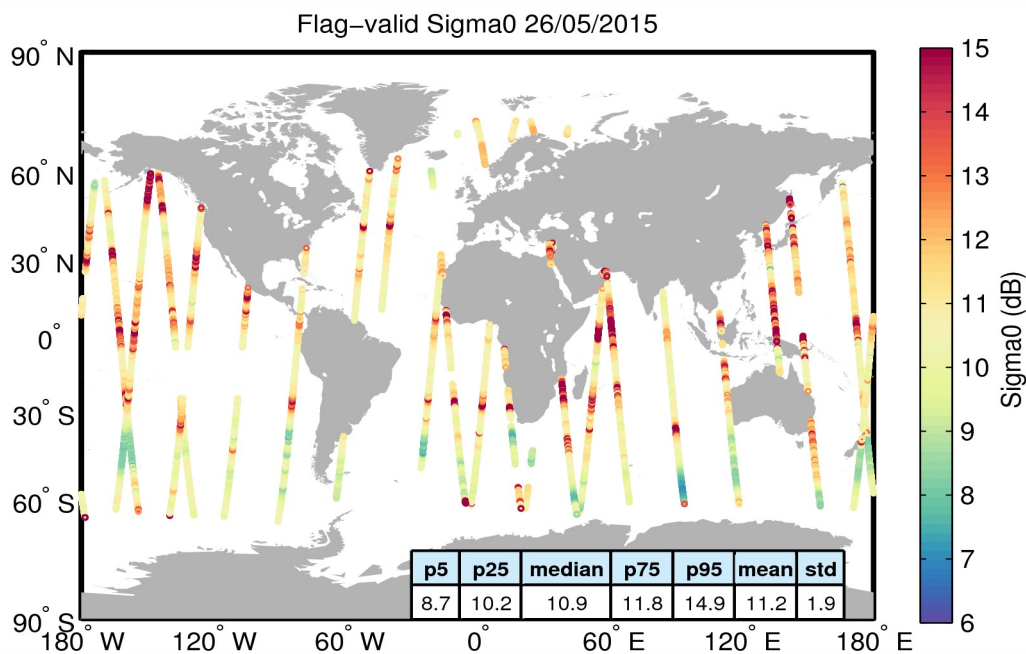 Flag−valid Sigma0 26/05/2015
90° N
60° N
30° N
0°
30° S
60° S
90° S
180° W
120° W
60° W
0°
60° E
120° E
180° E
p5 p25 median p75 p95 mean std
8.7 10.2 10.9 11.8 14.9 11.2 1.9
15
14
13
12
11
10
9
8
7
6
Sigma0 (dB)